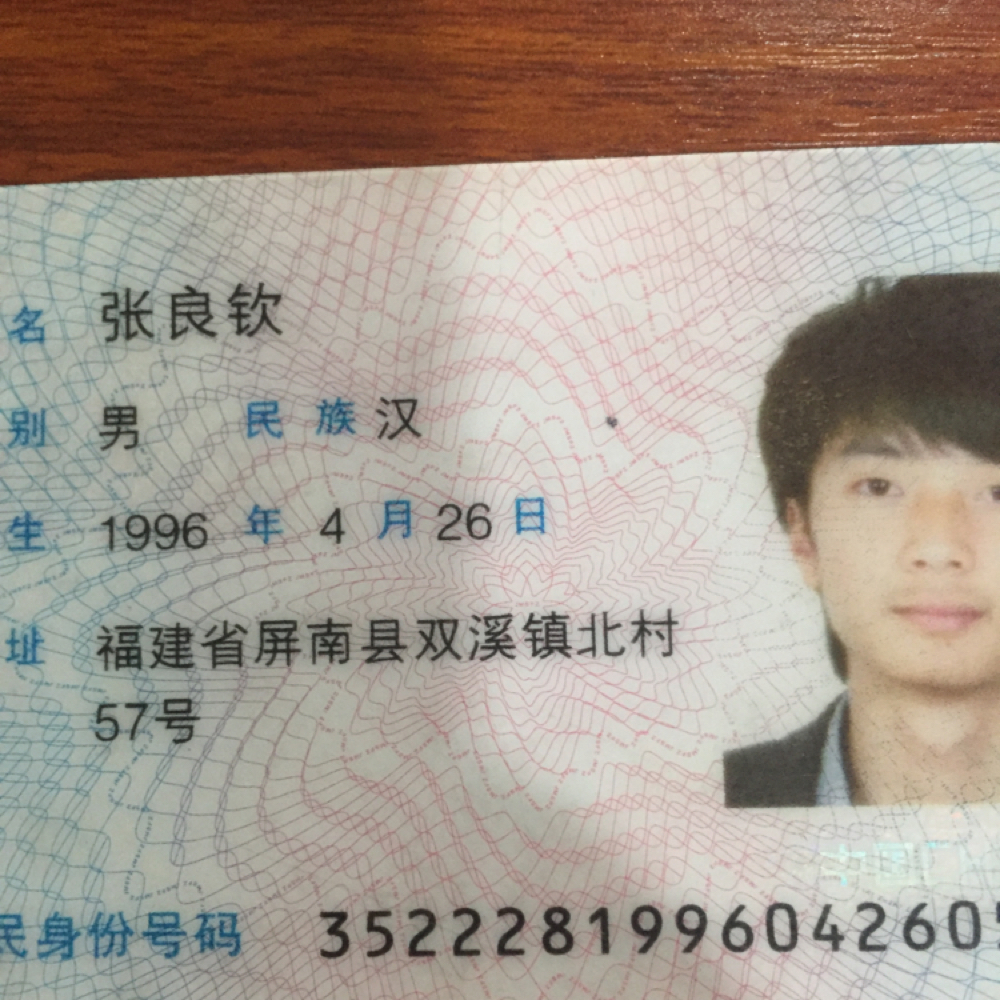 名 张良钦
别 男 民族 汉
生 1996 年 4 月 26 日
址 福建省屏南县双溪镇北村
57号
中国
民身份号码 352228199604260